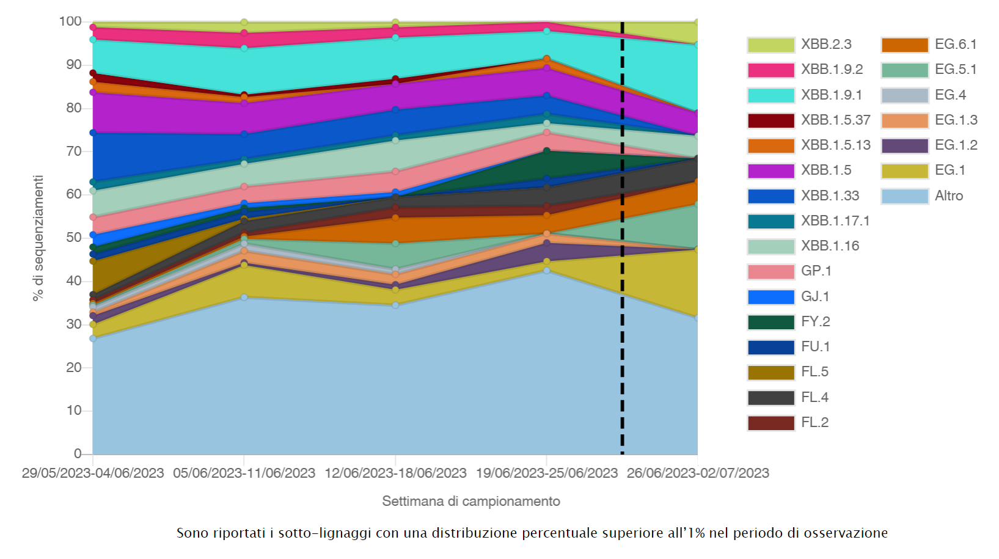 100
90
80
70
60
50
40
30
20
10
0
% di sequenziamenti
29/05/2023-04/06/2023 05/06/2023-11/06/2023 12/06/2023-18/06/2023 19/06/2023-25/06/2023 26/06/2023-02/07/2023
Settimana di campionamento
XBB.2.3
XBB.1.9.2
XBB.1.9.1
XBB.1.5.37
XBB.1.5.13
XBB.1.5
XBB.1.33
XBB.1.17.1
XBB.1.16
GP.1
GJ.1
FY.2
FU.1
FL.5
FL.4
FL.2
EG.6.1
EG.5.1
EG.4
EG.1.3
EG.1.2
EG.1
Altro
Sono riportati i sotto-lignaggi con una distribuzione percentuale superiore all'1% nel periodo di osservazione